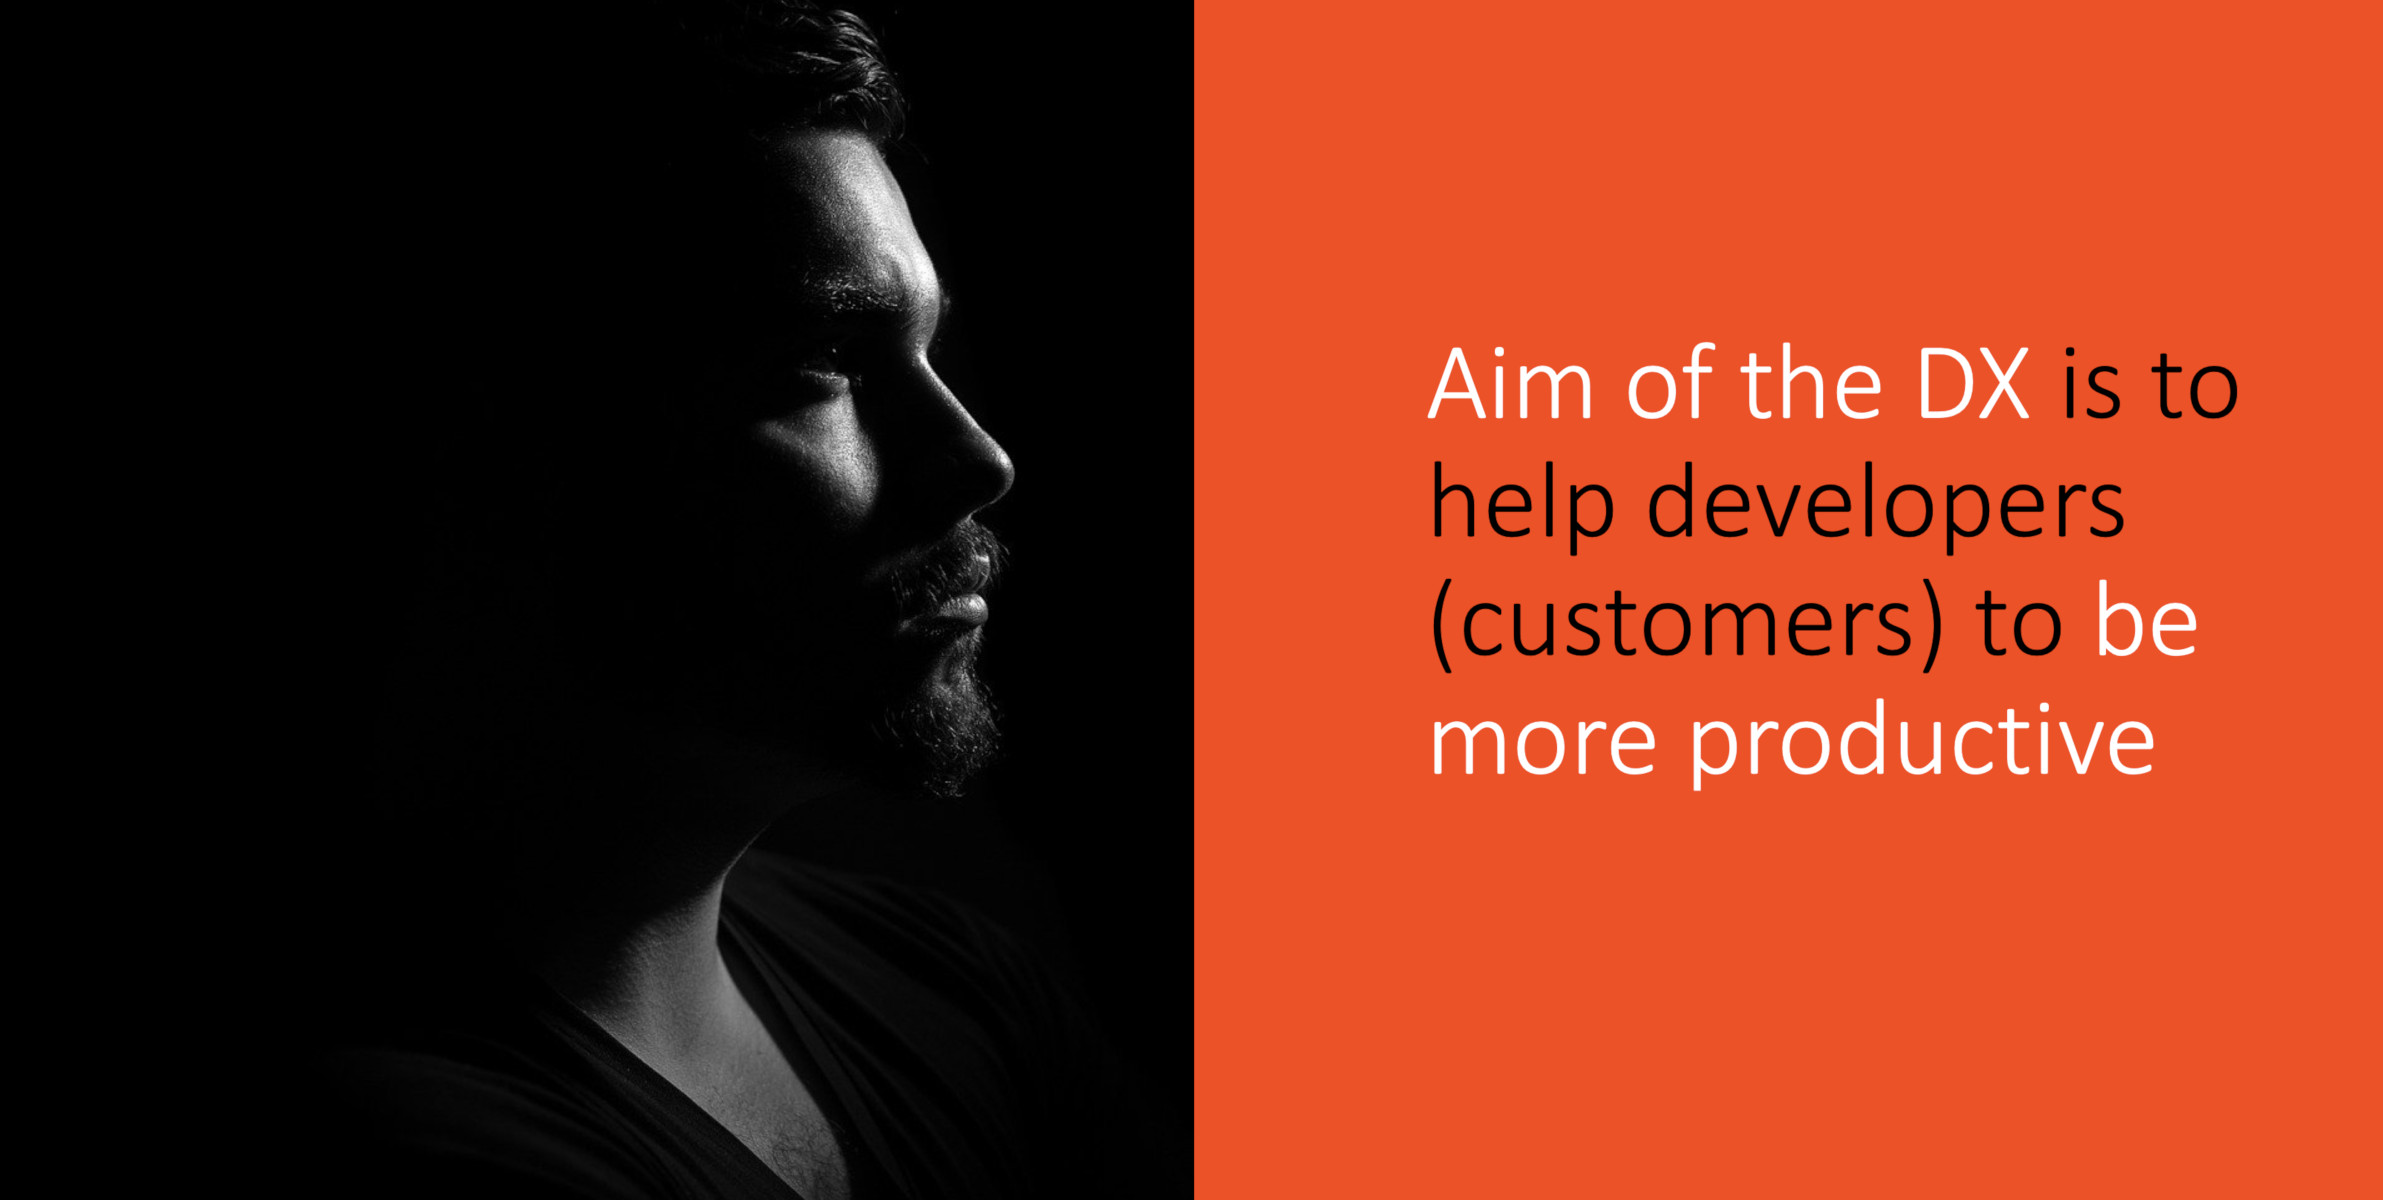 Aim of the DX is to
help developers
(customers) to be
more productive